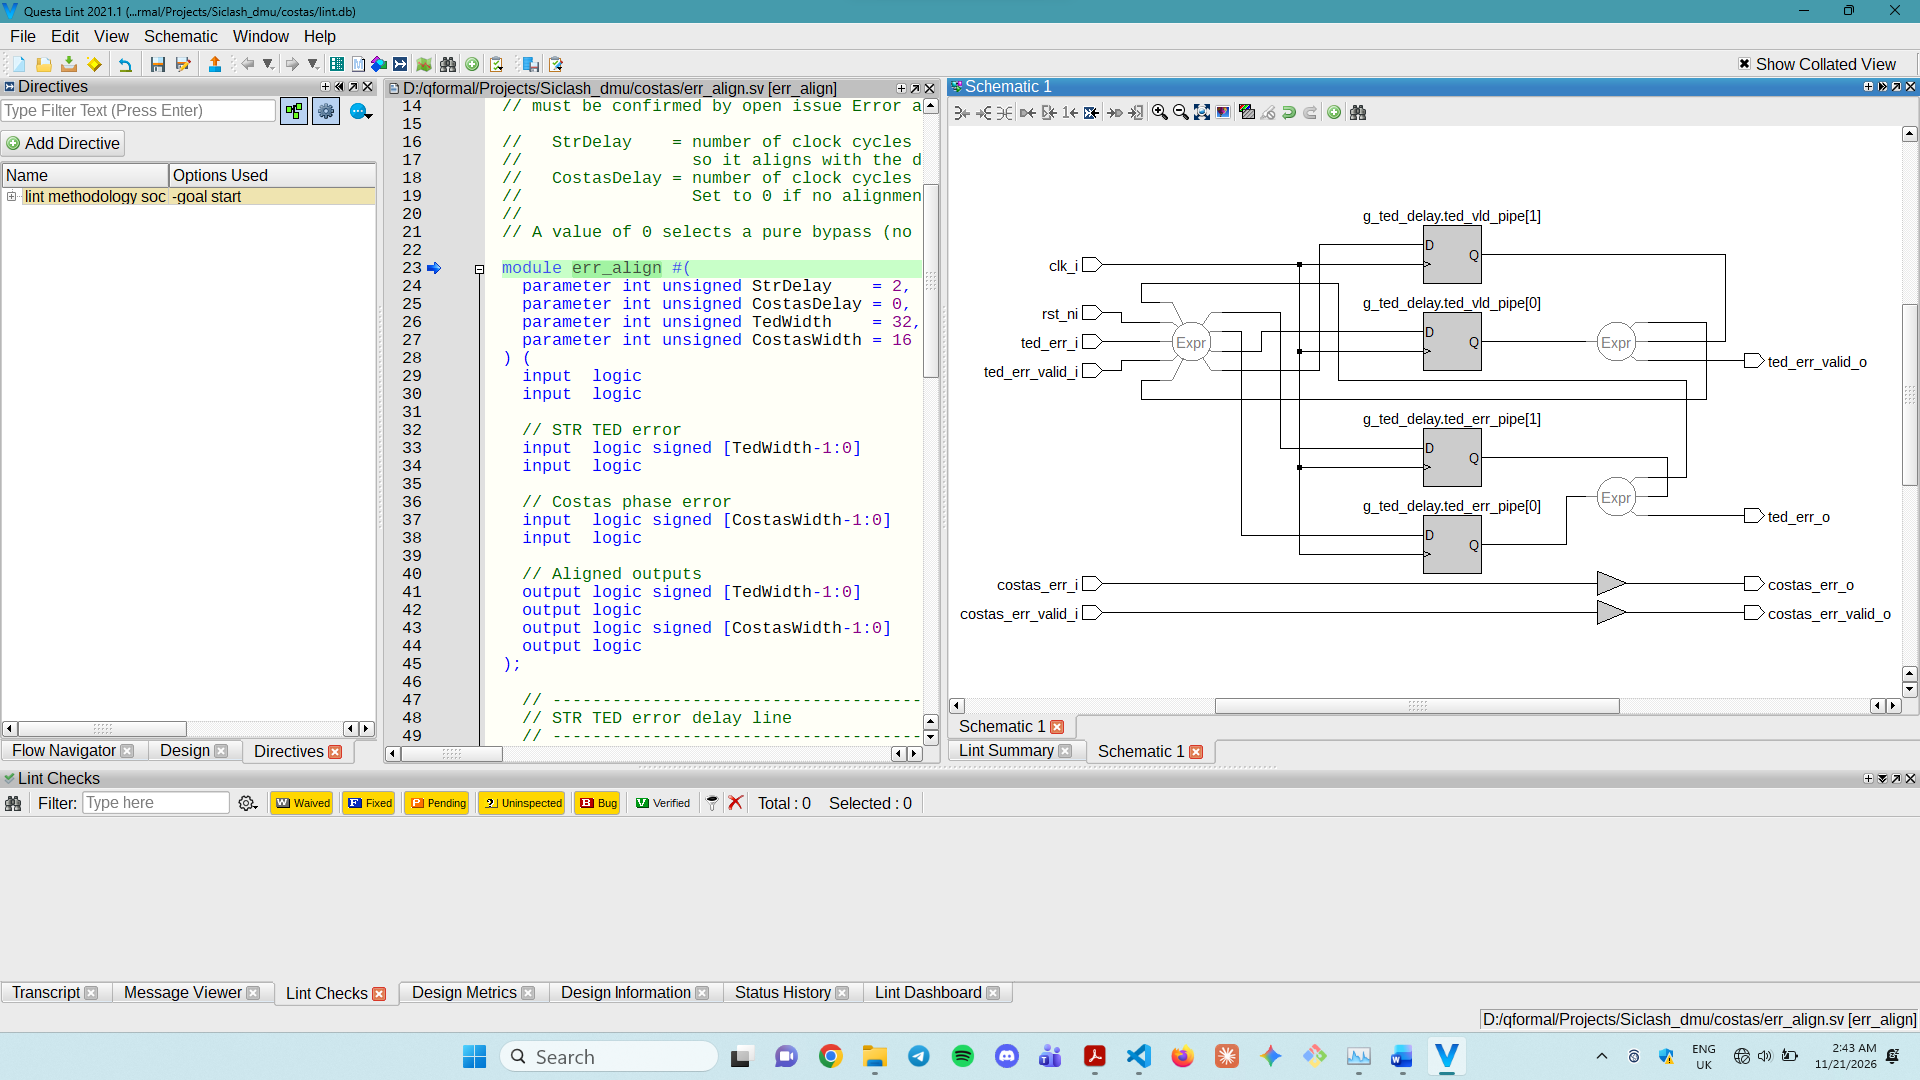 Questa Lint 2021.1 (...rmal/Projects/Siclash_dmu/costas/lint.db)
File Edit View Schematic Window Help
Show Collated View
Directives
Type Filter Text (Press Enter)
Add Directive
Name Options Used
lint methodology soc -goal start
Flow Navigator Design Directives
D:/qformal/Projects/Siclash_dmu/costas/err_align.sv [err_align]
14 // must be confirmed by open issue Error a
15
16 // StrDelay = number of clock cycles
17 // so it aligns with the d
18 // CostasDelay = number of clock cycles
19 // Set to 0 if no alignmen
20 //
21 // A value of 0 selects a pure bypass (no
22
23 module err_align #(
24 parameter int unsigned StrDelay = 2,
25 parameter int unsigned CostasDelay = 0,
26 parameter int unsigned TedWidth = 32,
27 parameter int unsigned CostasWidth = 16
28 ) (
29 input logic
30 input logic
31
32 // STR TED error
33 input logic signed [TedWidth-1:0]
34 input logic
35
36 // Costas phase error
37 input logic signed [CostasWidth-1:0]
38 input logic
39
40 // Aligned outputs
41 output logic signed [TedWidth-1:0]
42 output logic
43 output logic signed [CostasWidth-1:0]
44 output logic
45 );
46
47 // -------------------------------------
48 // STR TED error delay line
49 // -------------------------------------
Schematic 1
g_ted_delay.ted_vld_pipe[1]
D Q
clk_i
g_ted_delay.ted_vld_pipe[0]
rst_ni
D Q
ted_err_i Expr Expr
ted_err_valid_o
ted_err_valid_i
g_ted_delay.ted_err_pipe[1]
D Q
Expr
g_ted_delay.ted_err_pipe[0]
ted_err_o
D Q
costas_err_i costas_err_o
costas_err_valid_i costas_err_valid_o
Schematic 1
Lint Summary Schematic 1
Lint Checks
Filter: Type here W Waived F Fixed P Pending ? Uninspected B Bug V Verified Total : 0 Selected : 0
Transcript Message Viewer Lint Checks Design Metrics Design Information Status History Lint Dashboard
D:/qformal/Projects/Siclash_dmu/costas/err_align.sv [err_align]
Search
ENG
UK
2:43 AM
11/21/2026